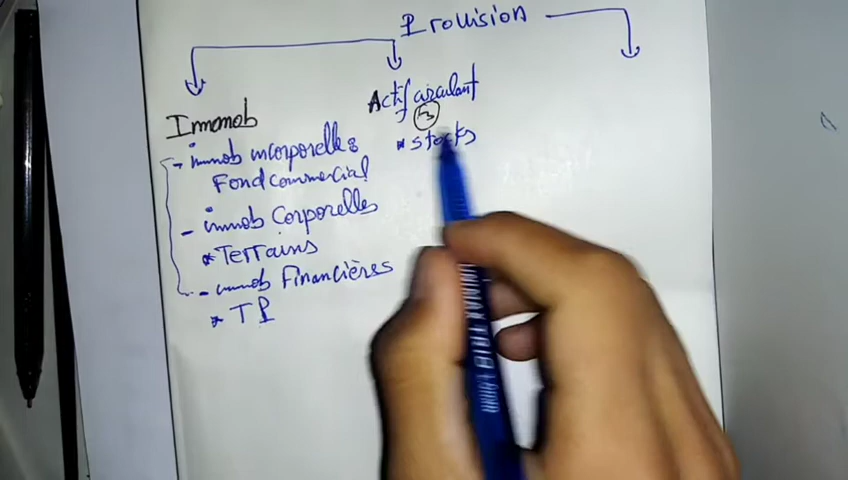 Provision
Immob
- immob incorporelles
Fond commercial
- immob Corporelles
* Terrains
- immob Financières
* TP
Actif circulant
* stocks